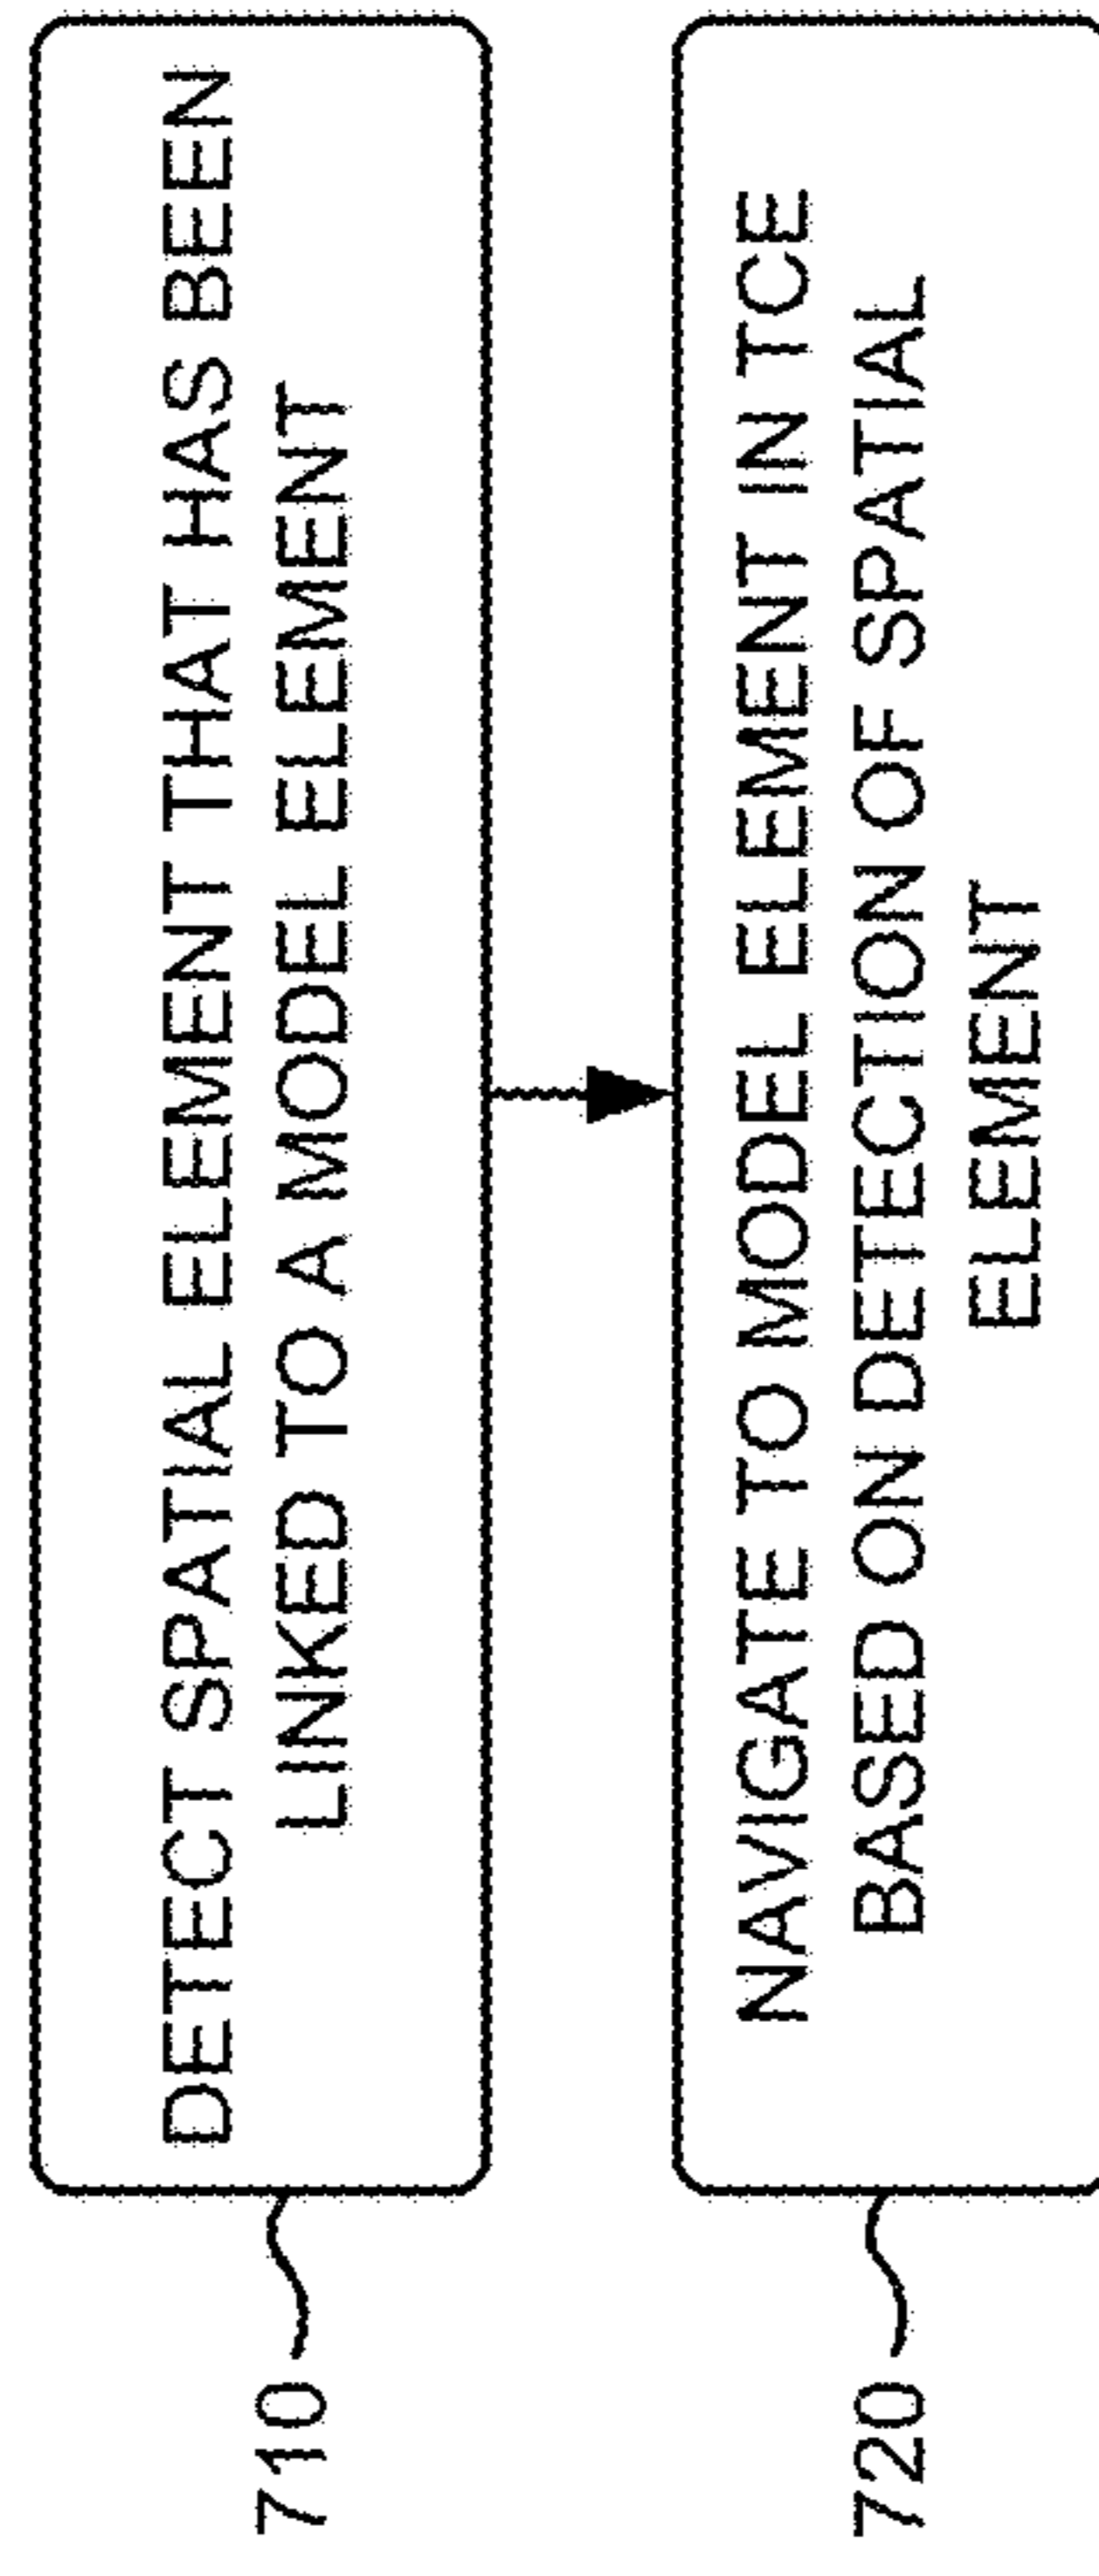 710
DETECT SPATIAL ELEMENT THAT HAS BEEN
LINKED TO A MODEL ELEMENT
720
NAVIGATE TO MODEL ELEMENT IN TCE
BASED ON DETECTION OF SPATIAL
ELEMENT